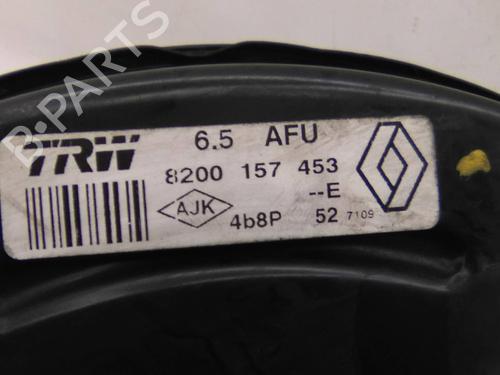 B-PARTS
TRW
6.5 AFU
8200 157 453
--E
AJK
4b8P 52 7109